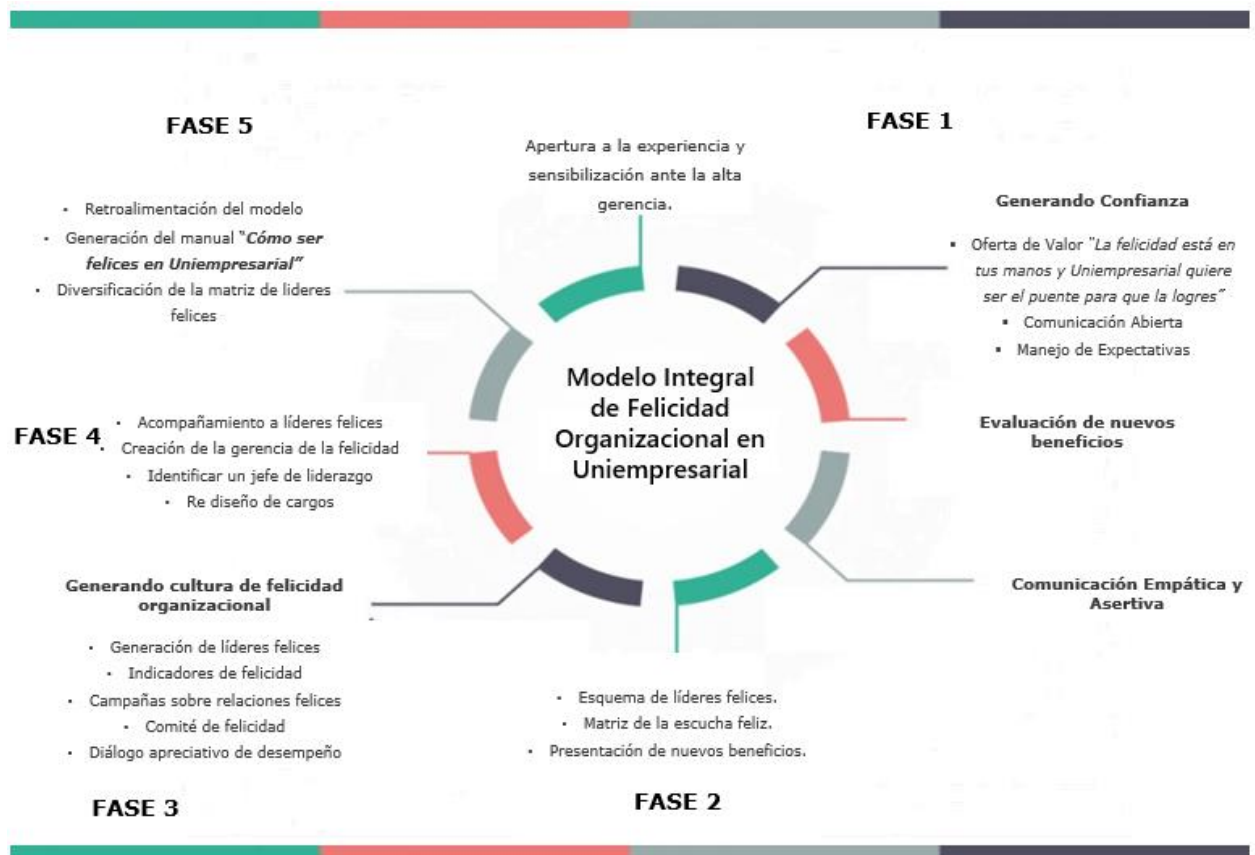 FASE 5
FASE 1
Apertura a la experiencia y
sensibilización ante la alta
gerencia.
Generando Confianza
▪ Oferta de Valor "La felicidad está en
tus manos y Uniempresarial quiere
ser el puente para que la logres"
▪ Comunicación Abierta
▪ Manejo de Expectativas
Evaluación de nuevos
beneficios
Comunicación Empática y
Asertiva
Modelo Integral
de Felicidad
Organizacional en
Uniempresarial
• Esquema de líderes felices.
• Matriz de la escucha feliz.
• Presentación de nuevos beneficios.
FASE 2
Generando cultura de felicidad
organizacional
• Generación de líderes felices
• Indicadores de felicidad
• Campañas sobre relaciones felices
• Comité de felicidad
• Diálogo apreciativo de desempeño
FASE 3
FASE 4
• Acompañamiento a líderes felices
• Creación de la gerencia de la felicidad
• Identificar un jefe de liderazgo
• Re diseño de cargos
• Retroalimentación del modelo
• Generación del manual "Cómo ser
felices en Uniempresarial"
• Diversificación de la matriz de lideres
felices